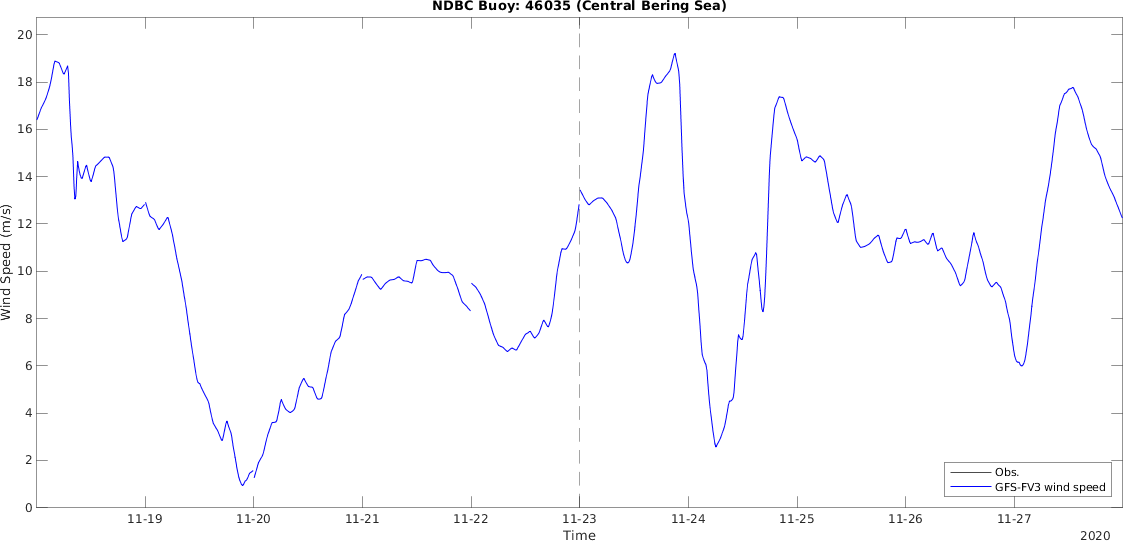 NDBC Buoy: 46035 (Central Bering Sea)
20
18
16
14
12
10
8
6
4
2
0
Wind Speed (m/s)
11-19 11-20 11-21 11-22 11-23 11-24 11-25 11-26 11-27
Time
2020
Obs.
GFS-FV3 wind speed